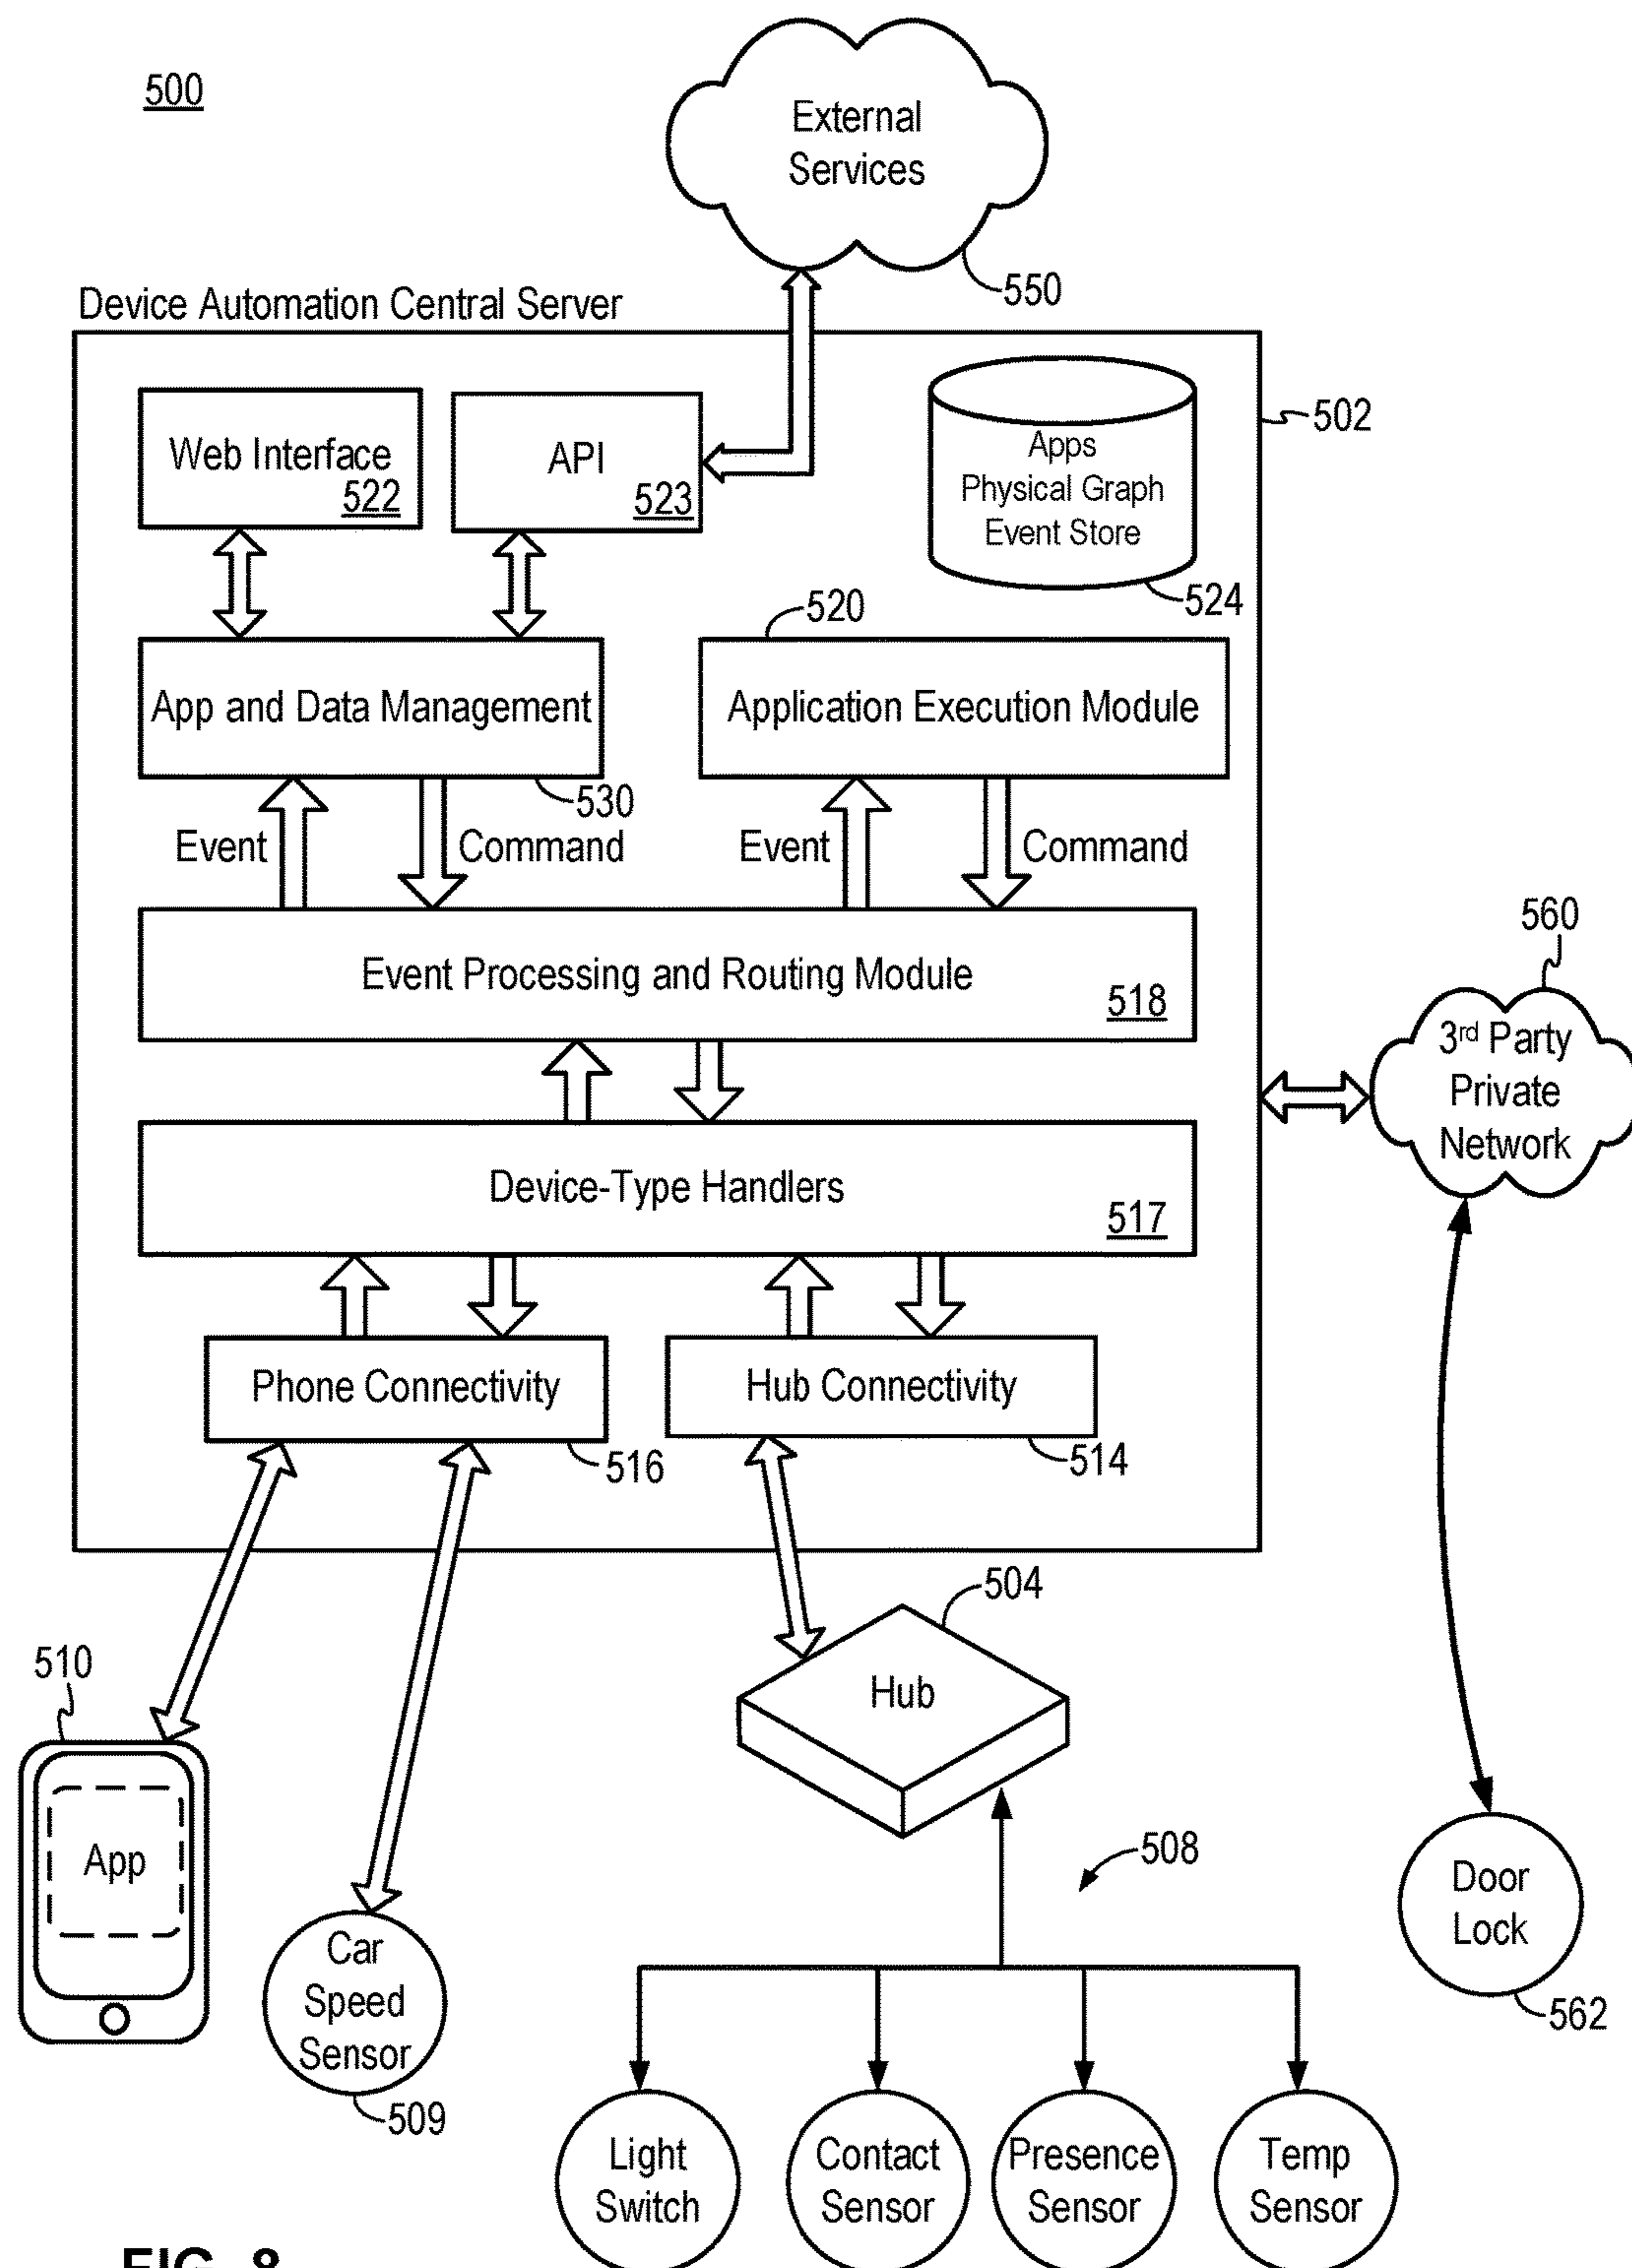 500
External
Services
550
Device Automation Central Server
502
Web Interface
522
API
523
Apps
Physical Graph
Event Store
524
520
App and Data Management
530
Application Execution Module
Event
Command
Event
Command
Event Processing and Routing Module
518
560
3rd Party
Private
Network
Device-Type Handlers
517
Phone Connectivity
516
Hub Connectivity
514
504
Hub
510
App
508
Car
Speed
Sensor
509
Door
Lock
562
Light
Switch
Contact
Sensor
Presence
Sensor
Temp
Sensor
FIG. 8